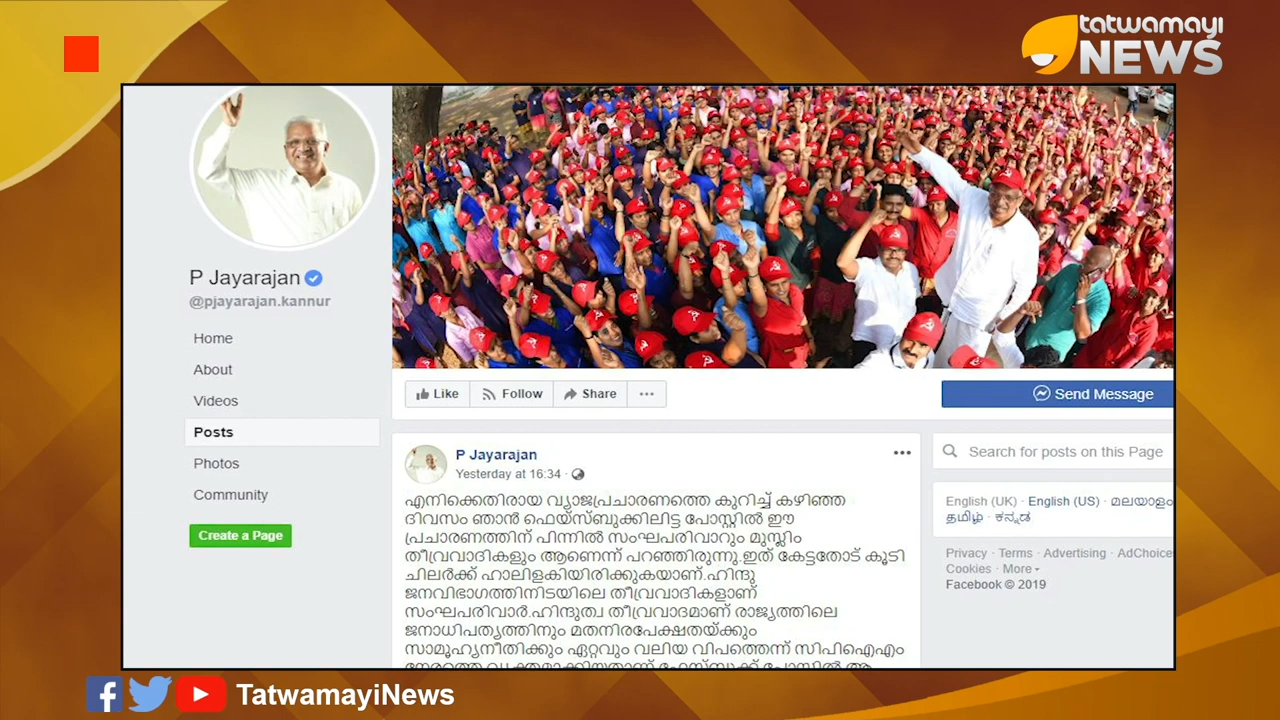 tatwamayi
NEWS
P Jayarajan
@pjayarajan.kannur
Home
About
Videos
Posts
Photos
Community
Create a Page
Like
Follow
Share
Send Message
P Jayarajan
Yesterday at 16:34 ·
എനിക്കെതിരായ വ്യാജപ്രചാരണത്തെ കുറിച്ച് കഴിഞ്ഞ
ദിവസം ഞാൻ ഫെയ്സ്ബുക്കിലിട്ട പോസ്റ്റിൽ ഈ
പ്രചാരണത്തിന് പിന്നിൽ സംഘപരിവാറും മുസ്ലിം
തീവ്രവാദികളും ആണെന്ന് പറഞ്ഞിരുന്നു.ഇത് കേട്ടതോട് കൂടി
ചിലർക്ക് ഹാലിളകിയിരിക്കുകയാണ്.ഹിന്ദു
ജനവിഭാഗത്തിനിടയിലെ തീവ്രവാദികളാണ്
സംഘപരിവാർ.ഹിന്ദുത്വ തീവ്രവാദമാണ് രാജ്യത്തിലെ
ജനാധിപത്യത്തിനും മതനിരപേക്ഷതയ്ക്കും
സാമൂഹ്യനീതിക്കും ഏറ്റവും വലിയ വിപത്തെന്ന് സിപിഐഎം
Search for posts on this Page
English (UK) · English (US) · മലയാളം
தமிழ் · ಕನ್ನಡ
Privacy · Terms · Advertising · AdChoice
Cookies · More
Facebook © 2019
TatwamayiNews